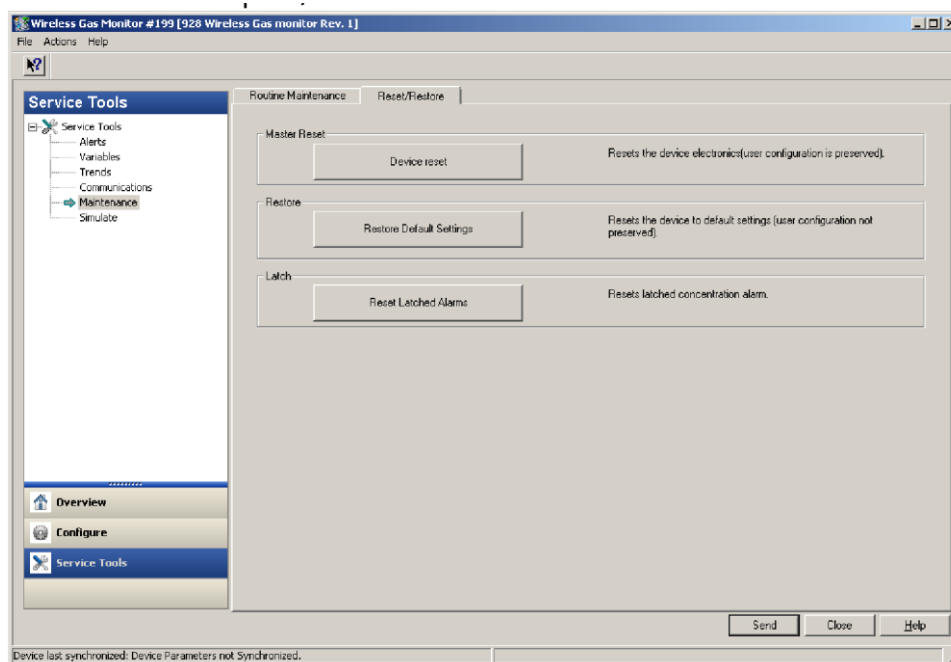 Wireless Gas Monitor #199 [928 Wireless Gas monitor Rev. 1]
File Actions Help
Service Tools
Service Tools
Alerts
Variables
Trends
Communications
Maintenance
Simulate
Overview
Configure
Service Tools
Routine Maintenance Reset/Restore
Master Reset
Device reset
Resets the device electronics(user configuration is preserved).
Restore
Restore Default Settings
Resets the device to default settings (user configuration not
preserved).
Latch
Reset Latched Alarms
Resets latched concentration alarm.
Send Close Help
Device last synchronized: Device Parameters not Synchronized.